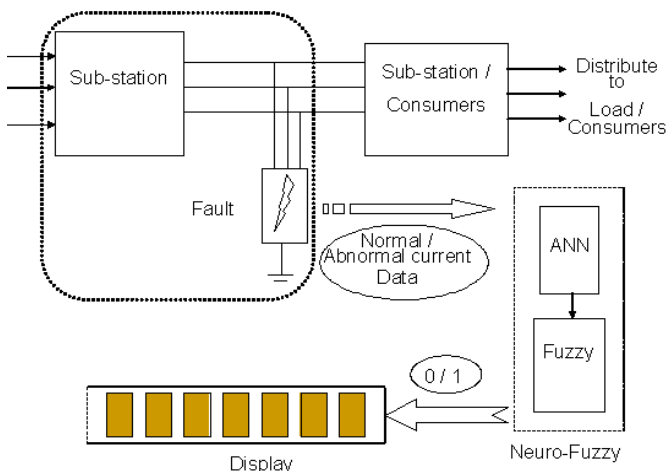 Sub-station
Sub-station /
Consumers
Distribute
to
Load /
Consumers
Fault
Normal /
Abnormal current
Data
ANN
Fuzzy
0 / 1
Neuro-Fuzzy
Display